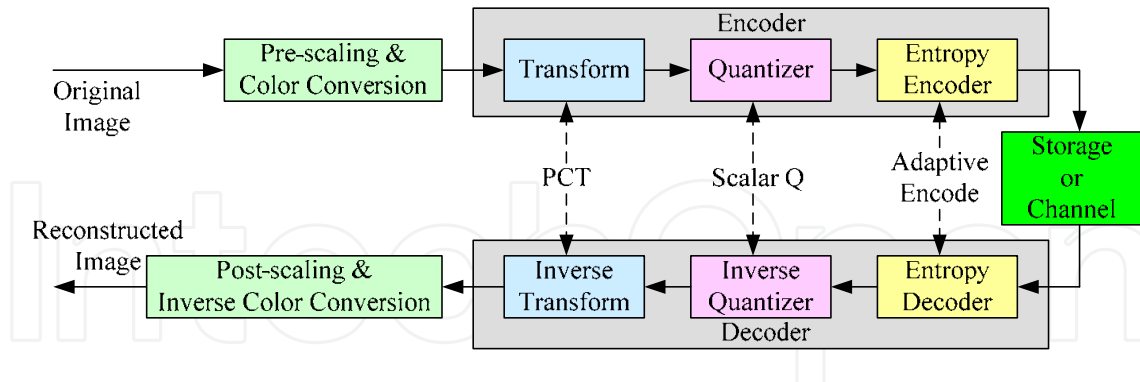 Encoder
Pre-scaling &
Color Conversion
Transform
Quantizer
Entropy
Encoder
Original
Image
Storage
or
Channel
PCT
Scalar Q
Adaptive
Encode
Reconstructed
Image
Post-scaling &
Inverse Color Conversion
Inverse
Transform
Inverse
Quantizer
Entropy
Decoder
Decoder
IntechOpen